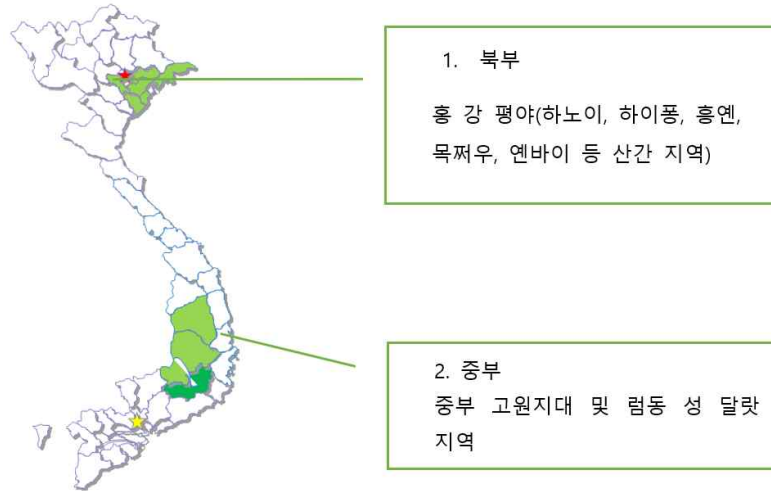 1. 북부
홍 강 평야(하노이, 하이퐁, 흥옌,
목쩌우, 옌바이 등 산간 지역)
2. 중부
중부 고원지대 및 럼동 성 달랏
지역